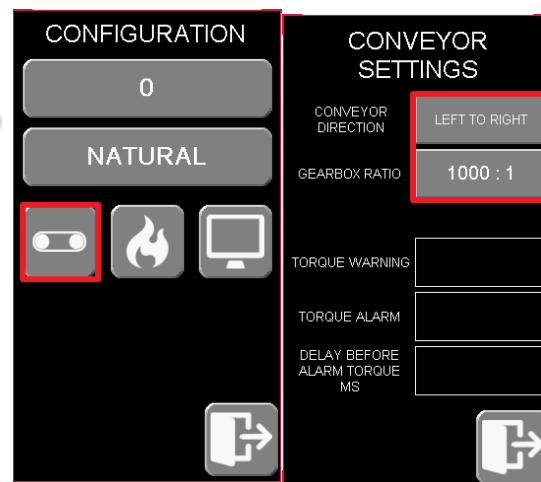 CONFIGURATION
0
NATURAL
CONVEYOR
SETTINGS
CONVEYOR
DIRECTION
LEFT TO RIGHT
GEARBOX RATIO
1000 : 1
TORQUE WARNING
TORQUE ALARM
DELAY BEFORE
ALARM TORQUE
MS